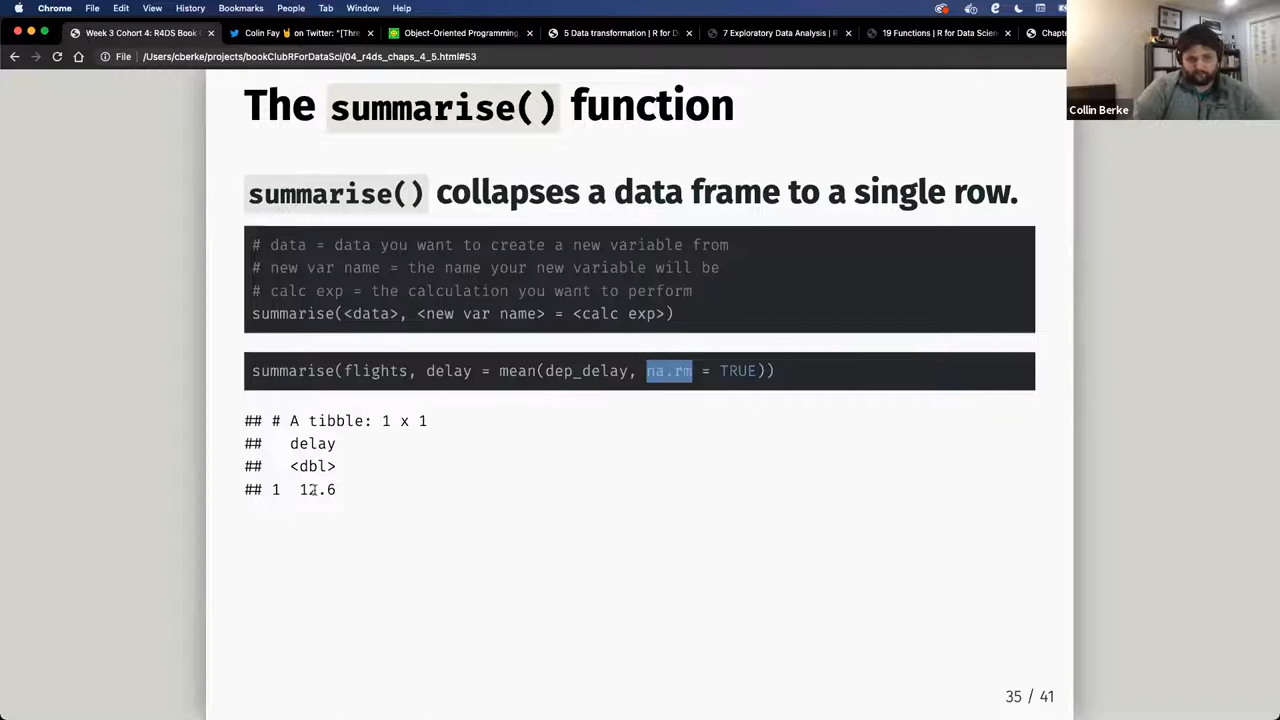 Chrome File Edit View History Bookmarks People Tab Window Help
Week 3 Cohort 4: R4DS Book
Colin Fay 🤘 on Twitter: "[Thre
Object-Oriented Programming,
5 Data transformation | R for D
7 Exploratory Data Analysis | R
19 Functions | R for Data Scien
Chapte
File /Users/cberke/projects/bookClubRForDataSci/04_r4ds_chaps_4_5.html#53
Collin Berke
The summarise() function
summarise() collapses a data frame to a single row.
# data = data you want to create a new variable from
# new var name = the name your new variable will be
# calc exp = the calculation you want to perform
summarise(<data>, <new var name> = <calc exp>)
summarise(flights, delay = mean(dep_delay, na.rm = TRUE))
## # A tibble: 1 x 1
## delay
## <dbl>
## 1 12.6
35 / 41